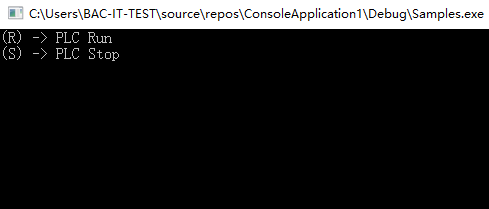 C:\Users\BAC-IT-TEST\source\repos\ConsoleApplication1\Debug\Samples.exe
(R) -> PLC Run
(S) -> PLC Stop